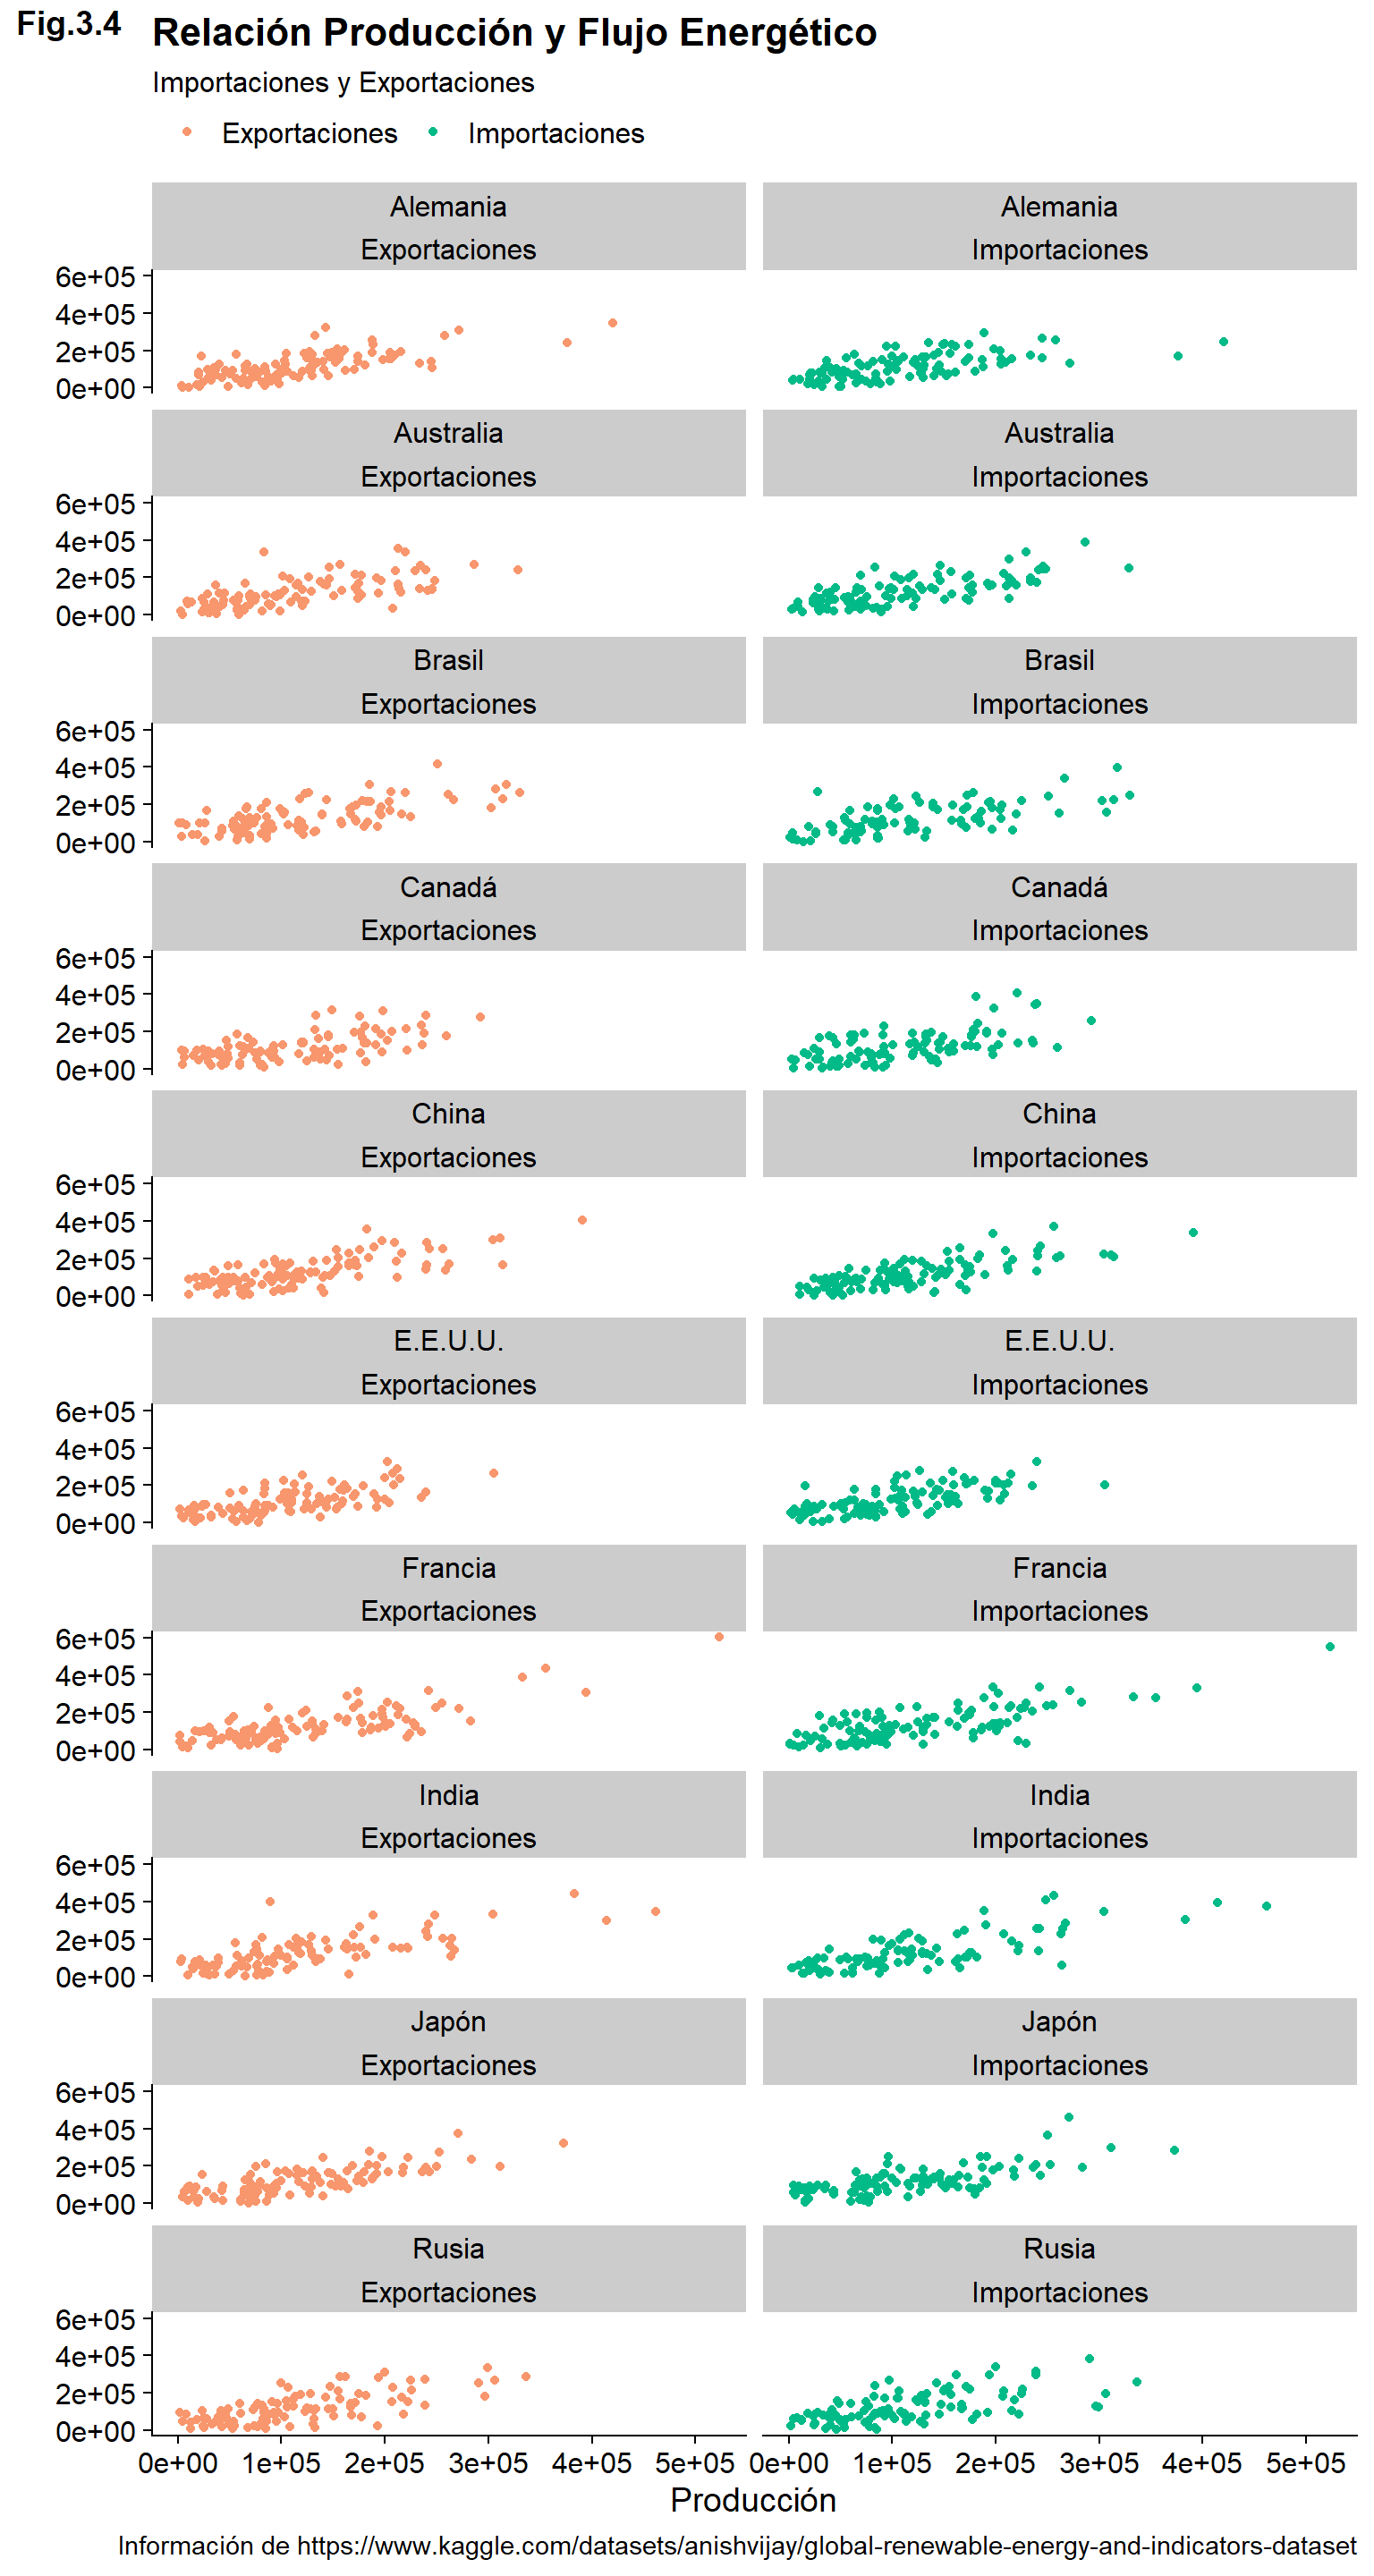 Fig.3.4
Relación Producción y Flujo Energético
Importaciones y Exportaciones
Exportaciones Importaciones
Alemania Alemania
Exportaciones Importaciones
6e+05
4e+05
2e+05
0e+00
Australia Australia
Exportaciones Importaciones
6e+05
4e+05
2e+05
0e+00
Brasil Brasil
Exportaciones Importaciones
6e+05
4e+05
2e+05
0e+00
Canadá Canadá
Exportaciones Importaciones
6e+05
4e+05
2e+05
0e+00
China China
Exportaciones Importaciones
6e+05
4e+05
2e+05
0e+00
E.E.U.U. E.E.U.U.
Exportaciones Importaciones
6e+05
4e+05
2e+05
0e+00
Francia Francia
Exportaciones Importaciones
6e+05
4e+05
2e+05
0e+00
India India
Exportaciones Importaciones
6e+05
4e+05
2e+05
0e+00
Japón Japón
Exportaciones Importaciones
6e+05
4e+05
2e+05
0e+00
Rusia Rusia
Exportaciones Importaciones
6e+05
4e+05
2e+05
0e+00
0e+00 1e+05 2e+05 3e+05 4e+05 5e+05 0e+00 1e+05 2e+05 3e+05 4e+05 5e+05
Producción
Información de https://www.kaggle.com/datasets/anishvijay/global-renewable-energy-and-indicators-dataset